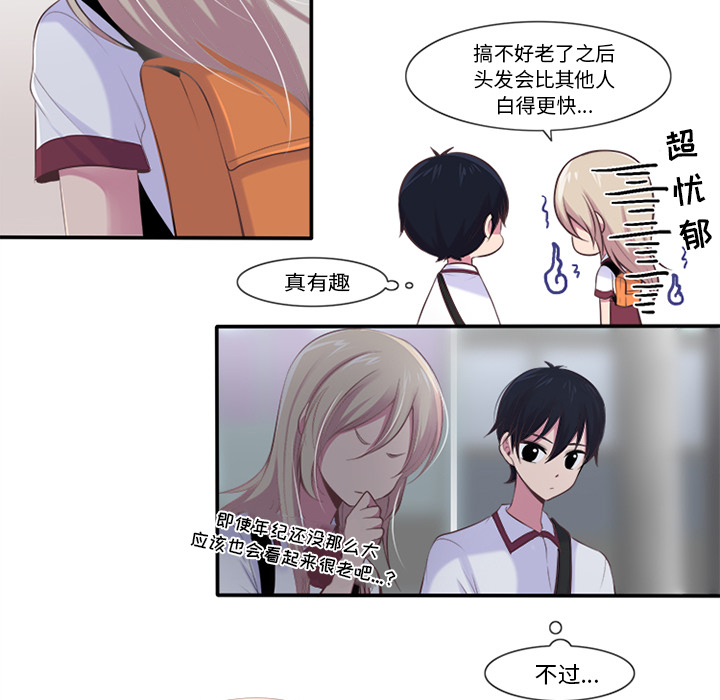 搞不好老了之后
头发会比其他人
白得更快...
超忧郁
真有趣
即使年纪还没那么大
应该也会看起来很老吧...?
不过...